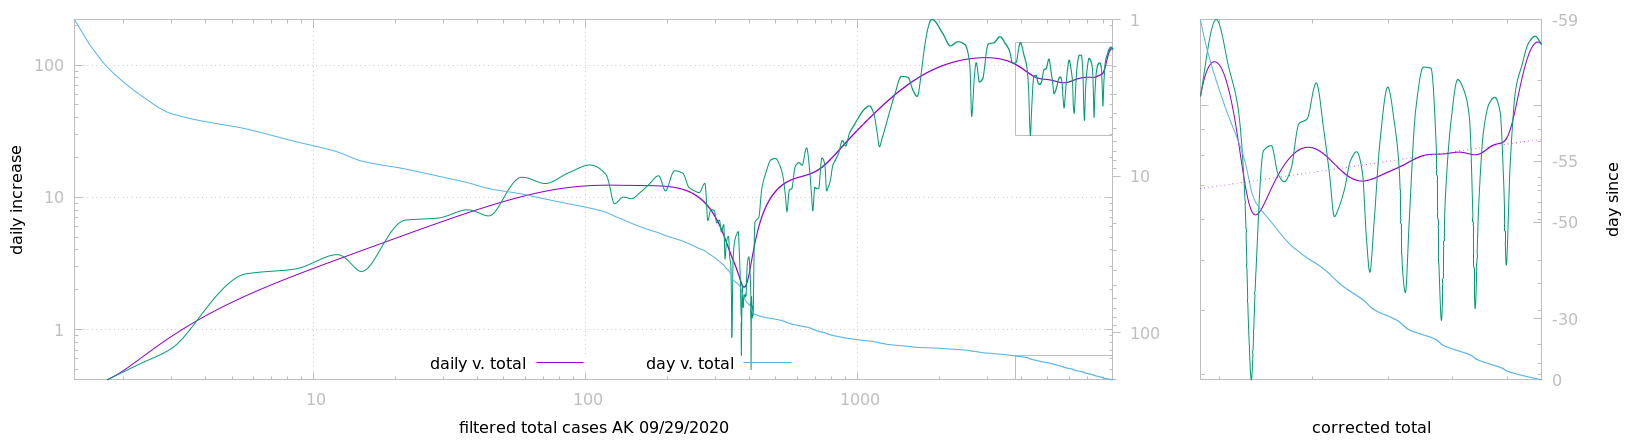 1
-59
100
daily increase
10
10
-55
-50
day since
1
100
-30
daily v. total
day v. total
0
10
100
1000
filtered total cases AK 09/29/2020
corrected total